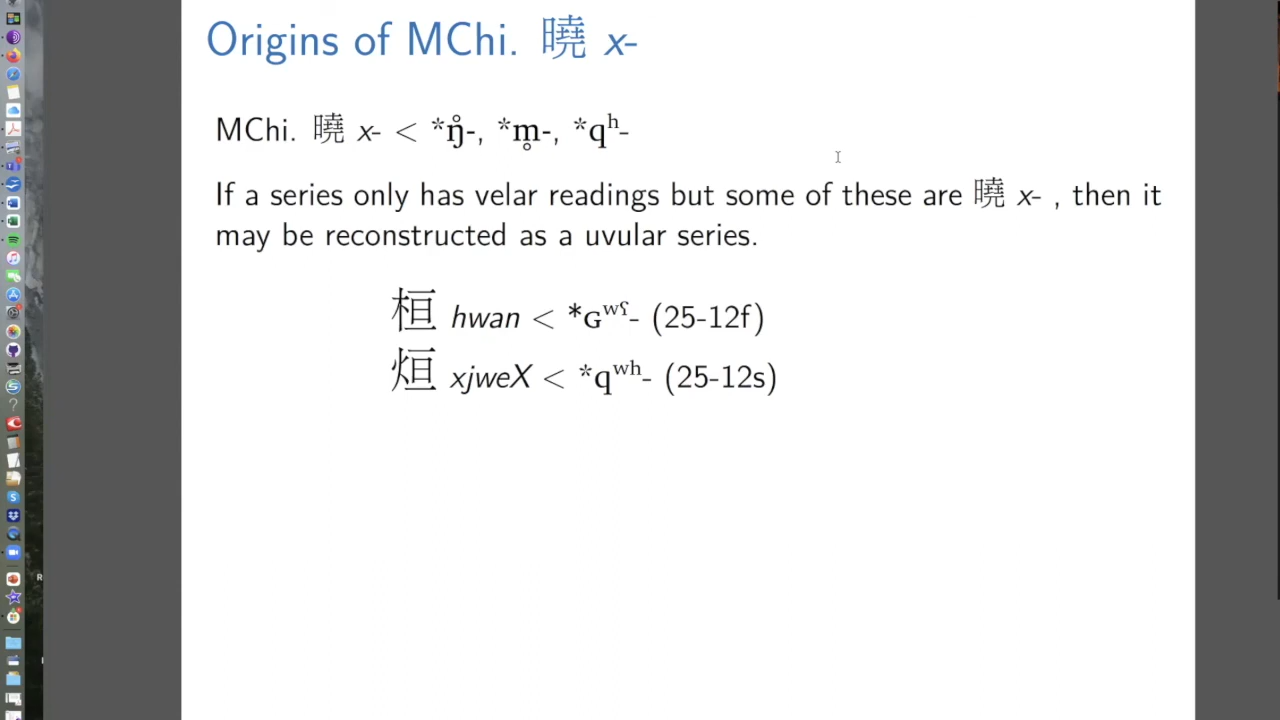 Origins of MChi. 曉 x-
MChi. 曉 x- < *ŋ̊-, *m̥-, *qʰ-
If a series only has velar readings but some of these are 曉 x- , then it
may be reconstructed as a uvular series.
桓 hwan < *ɢʷˤ- (25-12f)
烜 xjweX < *qʷʰ- (25-12s)